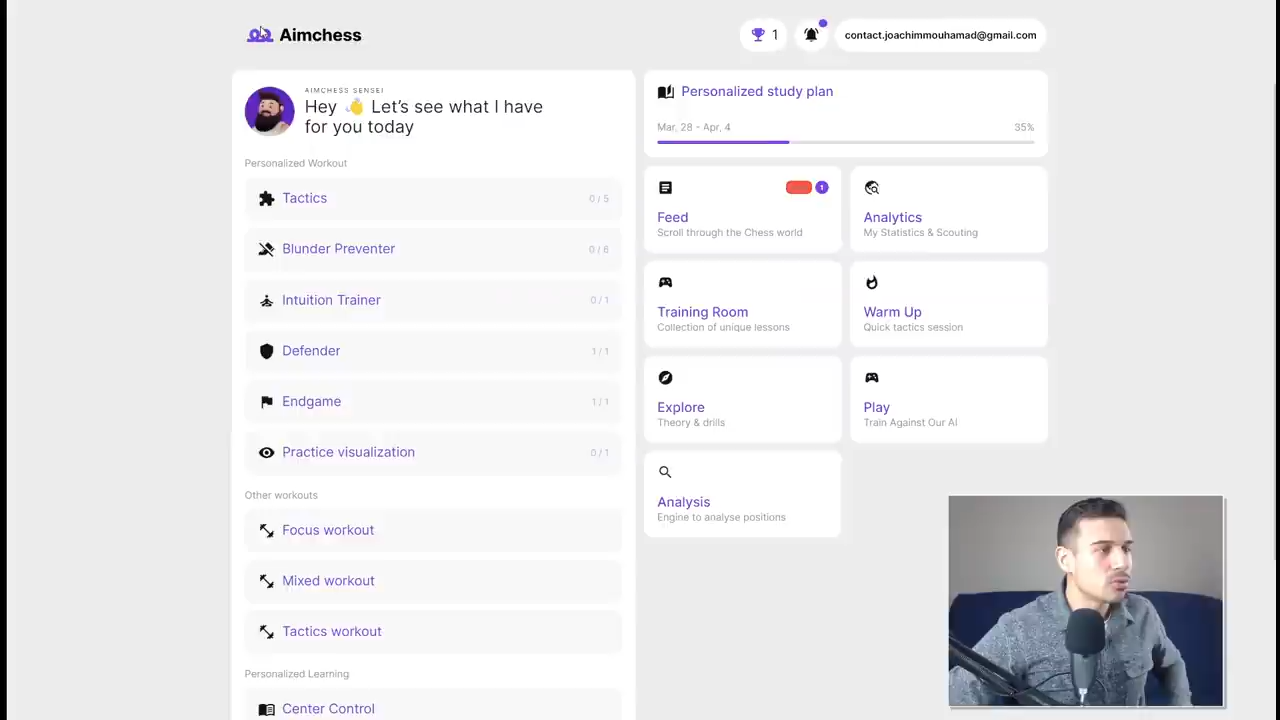 Aimchess
1
contact.joachimmouhamad@gmail.com
AIMCHESS SENSEI
Hey 👋 Let's see what I have
for you today
Personalized Workout
Tactics
0 / 5
Blunder Preventer
0 / 6
Intuition Trainer
0 / 1
Defender
1 / 1
Endgame
1 / 1
Practice visualization
0 / 1
Other workouts
Focus workout
Mixed workout
Tactics workout
Personalized Learning
Center Control
Personalized study plan
Mar, 28 - Apr, 4
35%
1
Feed
Scroll through the Chess world
Analytics
My Statistics & Scouting
Training Room
Collection of unique lessons
Warm Up
Quick tactics session
Explore
Theory & drills
Play
Train Against Our AI
Analysis
Engine to analyse positions